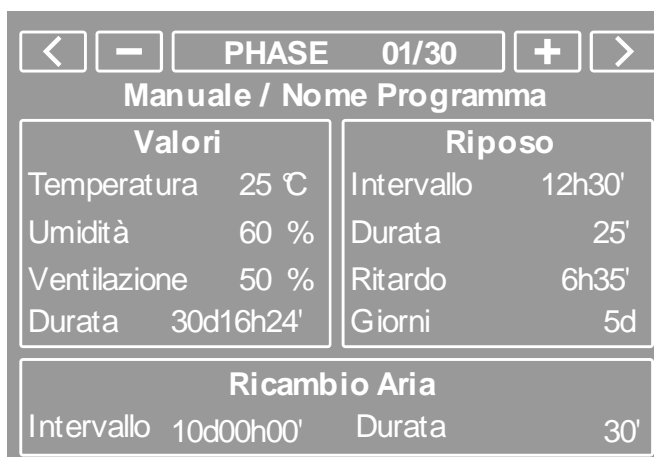 < − PHASE 01/30 + >
Manuale / Nome Programma
Valori
Temperatura 25 °C
Umidità 60 %
Ventilazione 50 %
Durata 30d16h24'
Riposo
Intervallo 12h30'
Durata 25'
Ritardo 6h35'
Giorni 5d
Ricambio Aria
Intervallo 10d00h00' Durata 30'